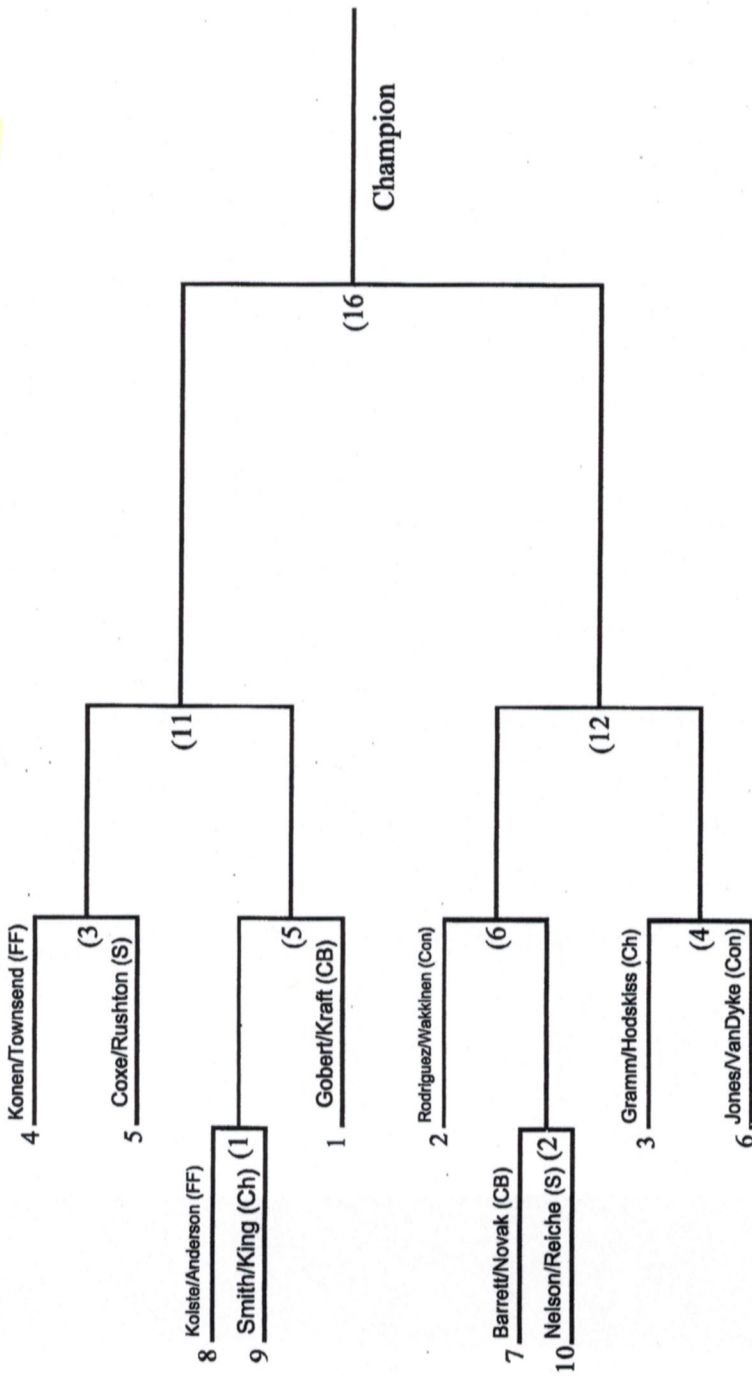 4 Konen/Townsend (FF)
(3
5 Coxe/Rushton (S)
(11
8 Kolste/Anderson (FF)
(1
9 Smith/King (Ch)
(5
1 Gobert/Kraft (CB)
(16
Champion
2 Rodriguez/Wakkinen (Con)
(6
7 Barrett/Novak (CB)
(2
10 Nelson/Reiche (S)
(12
3 Gramm/Hodskiss (Ch)
(4
6 Jones/VanDyke (Con)